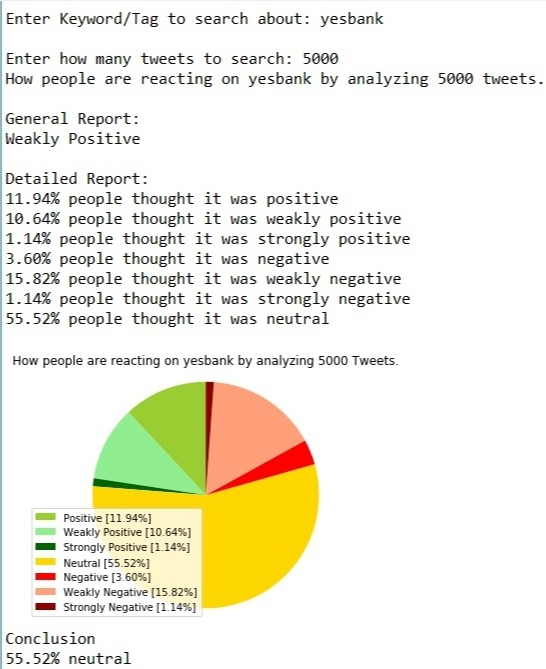 Enter Keyword/Tag to search about: yesbank
Enter how many tweets to search: 5000
How people are reacting on yesbank by analyzing 5000 tweets.
General Report:
Weakly Positive
Detailed Report:
11.94% people thought it was positive
10.64% people thought it was weakly positive
1.14% people thought it was strongly positive
3.60% people thought it was negative
15.82% people thought it was weakly negative
1.14% people thought it was strongly negative
55.52% people thought it was neutral
How people are reacting on yesbank by analyzing 5000 Tweets.
Positive [11.94%]
Weakly Positive [10.64%]
Strongly Positive [1.14%]
Neutral [55.52%]
Negative [3.60%]
Weakly Negative [15.82%]
Strongly Negative [1.14%]
Conclusion
55.52% neutral